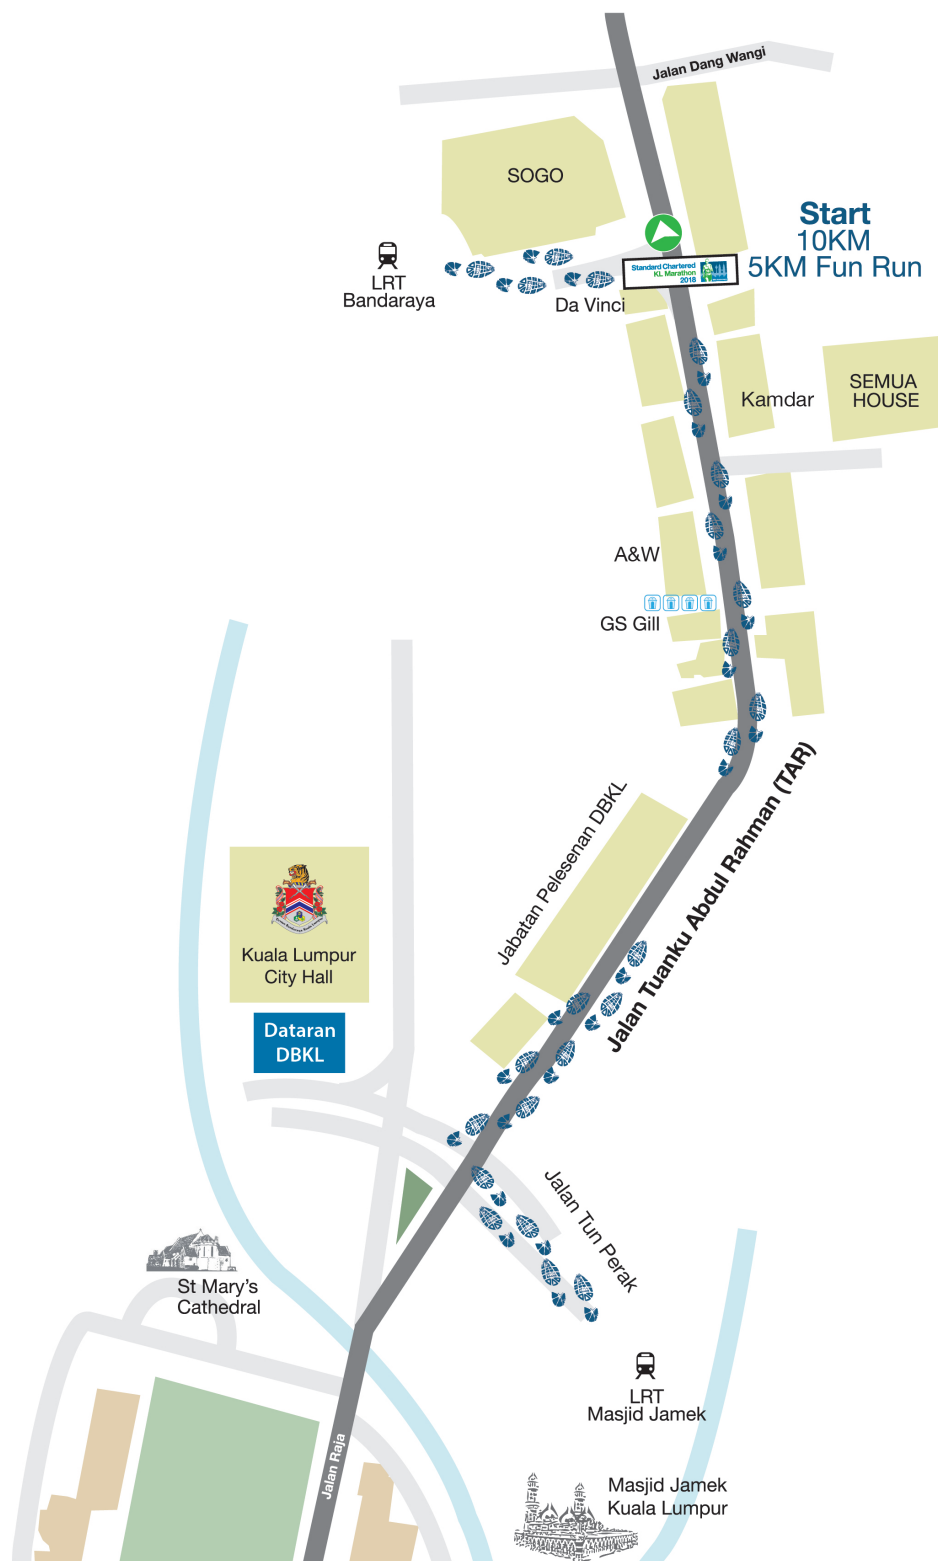 Jalan Dang Wangi
SOGO
Start
10KM
5KM Fun Run
LRT
Bandaraya
Standard Chartered
KL Marathon
2018
Da Vinci
SEMUA
HOUSE
Kamdar
A&W
GS Gill
Jalan Tuanku Abdul Rahman (TAR)
Jabatan Pelesenan DBKL
Kuala Lumpur
City Hall
Dataran
DBKL
Jalan Tun Perak
St Mary's
Cathedral
LRT
Masjid Jamek
Jalan Raja
Masjid Jamek
Kuala Lumpur